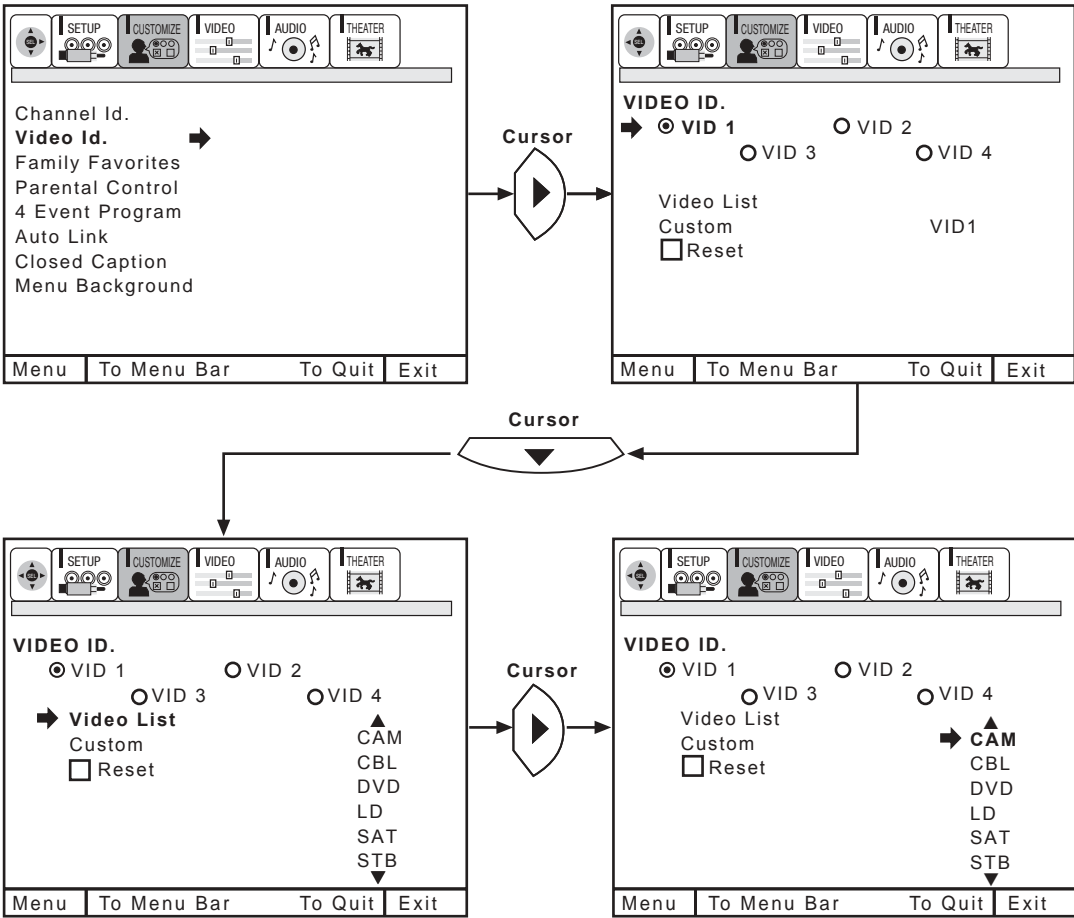 SEL SETUP CUSTOMIZE VIDEO AUDIO THEATER
Channel Id.
Video Id.
Family Favorites
Parental Control
4 Event Program
Auto Link
Closed Caption
Menu Background
Menu To Menu Bar To Quit Exit
Cursor
SEL SETUP CUSTOMIZE VIDEO AUDIO THEATER
VIDEO ID.
VID 1 VID 2
VID 3 VID 4
Video List
Custom VID1
Reset
Menu To Menu Bar To Quit Exit
Cursor
SEL SETUP CUSTOMIZE VIDEO AUDIO THEATER
VIDEO ID.
VID 1 VID 2
VID 3 VID 4
Video List
Custom
Reset
CAM
CBL
DVD
LD
SAT
STB
Menu To Menu Bar To Quit Exit
Cursor
SEL SETUP CUSTOMIZE VIDEO AUDIO THEATER
VIDEO ID.
VID 1 VID 2
VID 3 VID 4
Video List
Custom
Reset
CAM
CBL
DVD
LD
SAT
STB
Menu To Menu Bar To Quit Exit